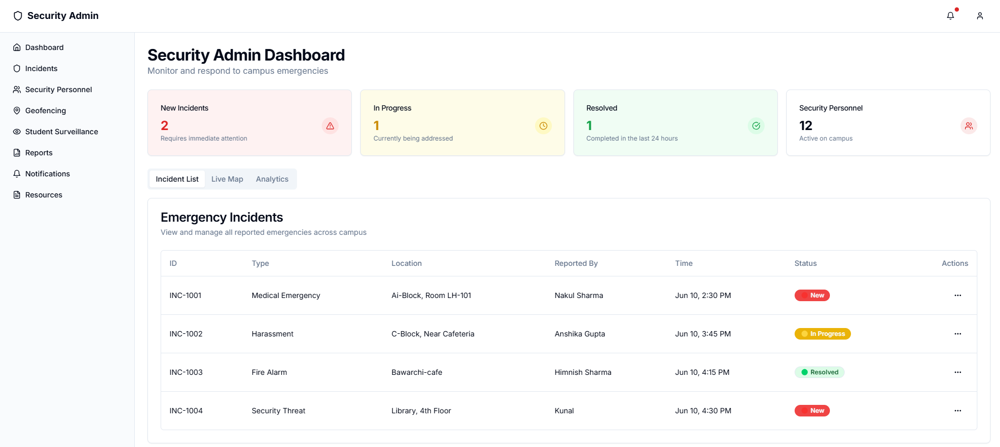 Security Admin
Dashboard
Incidents
Security Personnel
Geofencing
Student Surveillance
Reports
Notifications
Resources
Security Admin Dashboard
Monitor and respond to campus emergencies
New Incidents
2
Requires immediate attention
In Progress
1
Currently being addressed
Resolved
1
Completed in the last 24 hours
Security Personnel
12
Active on campus
Incident List Live Map Analytics
Emergency Incidents
View and manage all reported emergencies across campus
ID Type Location Reported By Time Status Actions
INC-1001 Medical Emergency Ai-Block, Room LH-101 Nakul Sharma Jun 10, 2:30 PM New
INC-1002 Harassment C-Block, Near Cafeteria Anshika Gupta Jun 10, 3:45 PM In Progress
INC-1003 Fire Alarm Bawarchi-cafe Himnish Sharma Jun 10, 4:15 PM Resolved
INC-1004 Security Threat Library, 4th Floor Kunal Jun 10, 4:30 PM New